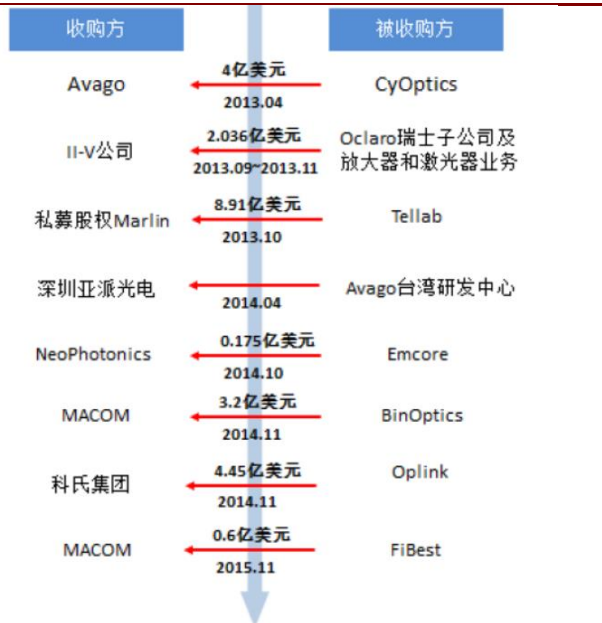 收购方
被收购方
Avago
4亿美元
2013.04
CyOptics
II-V公司
2.036亿美元
2013.09~2013.11
Oclaro瑞士子公司及
放大器和激光器业务
私募股权Marlin
8.91亿美元
2013.10
Tellab
深圳亚派光电
2014.04
Avago台湾研发中心
NeoPhotonics
0.175亿美元
2014.10
Emcore
MACOM
3.2亿美元
2014.11
BinOptics
科氏集团
4.45亿美元
2014.11
Oplink
MACOM
0.6亿美元
2015.11
FiBest